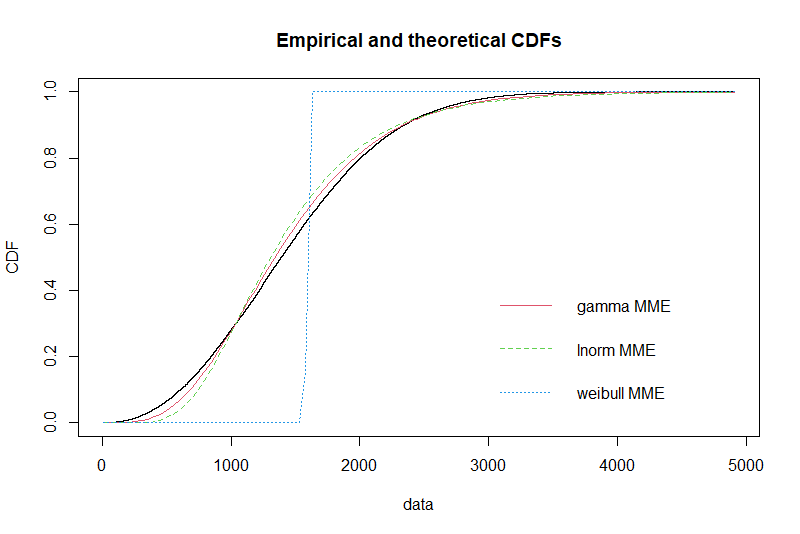 Empirical and theoretical CDFs
1.0
0.8
0.6
0.4
0.2
0.0
CDF
gamma MME
lnorm MME
weibull MME
0 1000 2000 3000 4000 5000
data